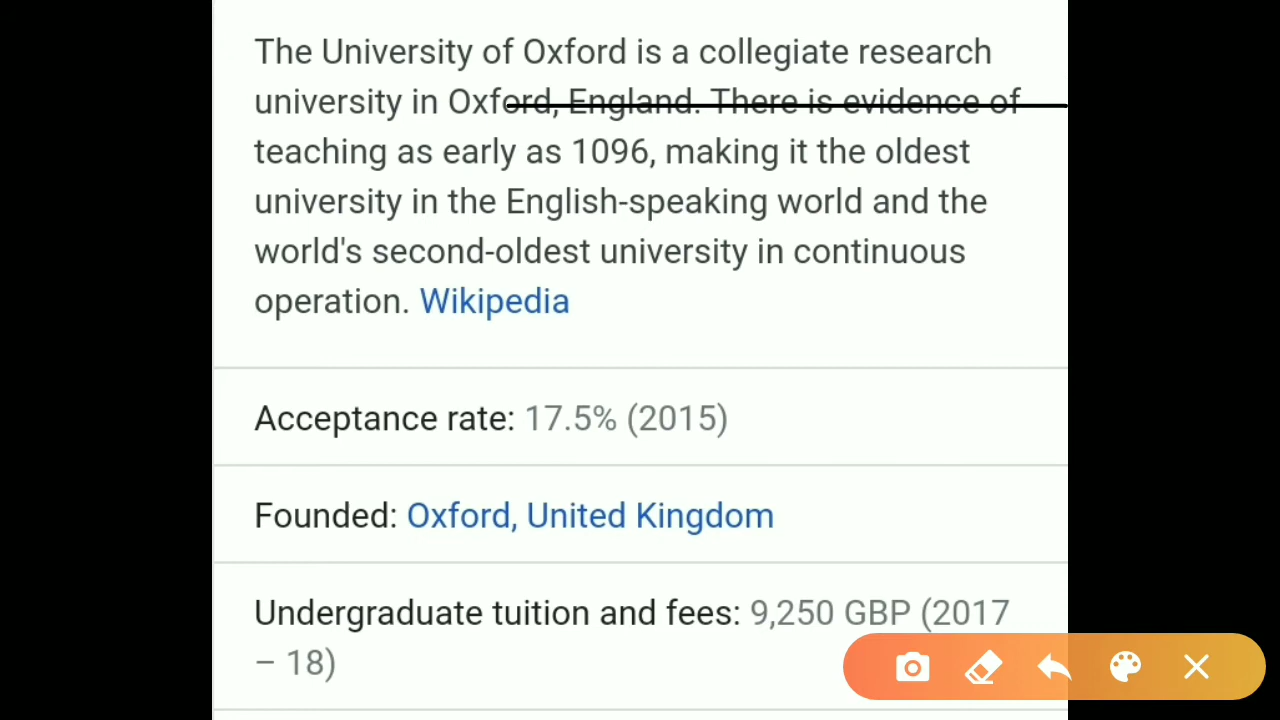 The University of Oxford is a collegiate research
university in Oxford, England. There is evidence of
teaching as early as 1096, making it the oldest
university in the English-speaking world and the
world's second-oldest university in continuous
operation. Wikipedia
Acceptance rate: 17.5% (2015)
Founded: Oxford, United Kingdom
Undergraduate tuition and fees: 9,250 GBP (2017
– 18)